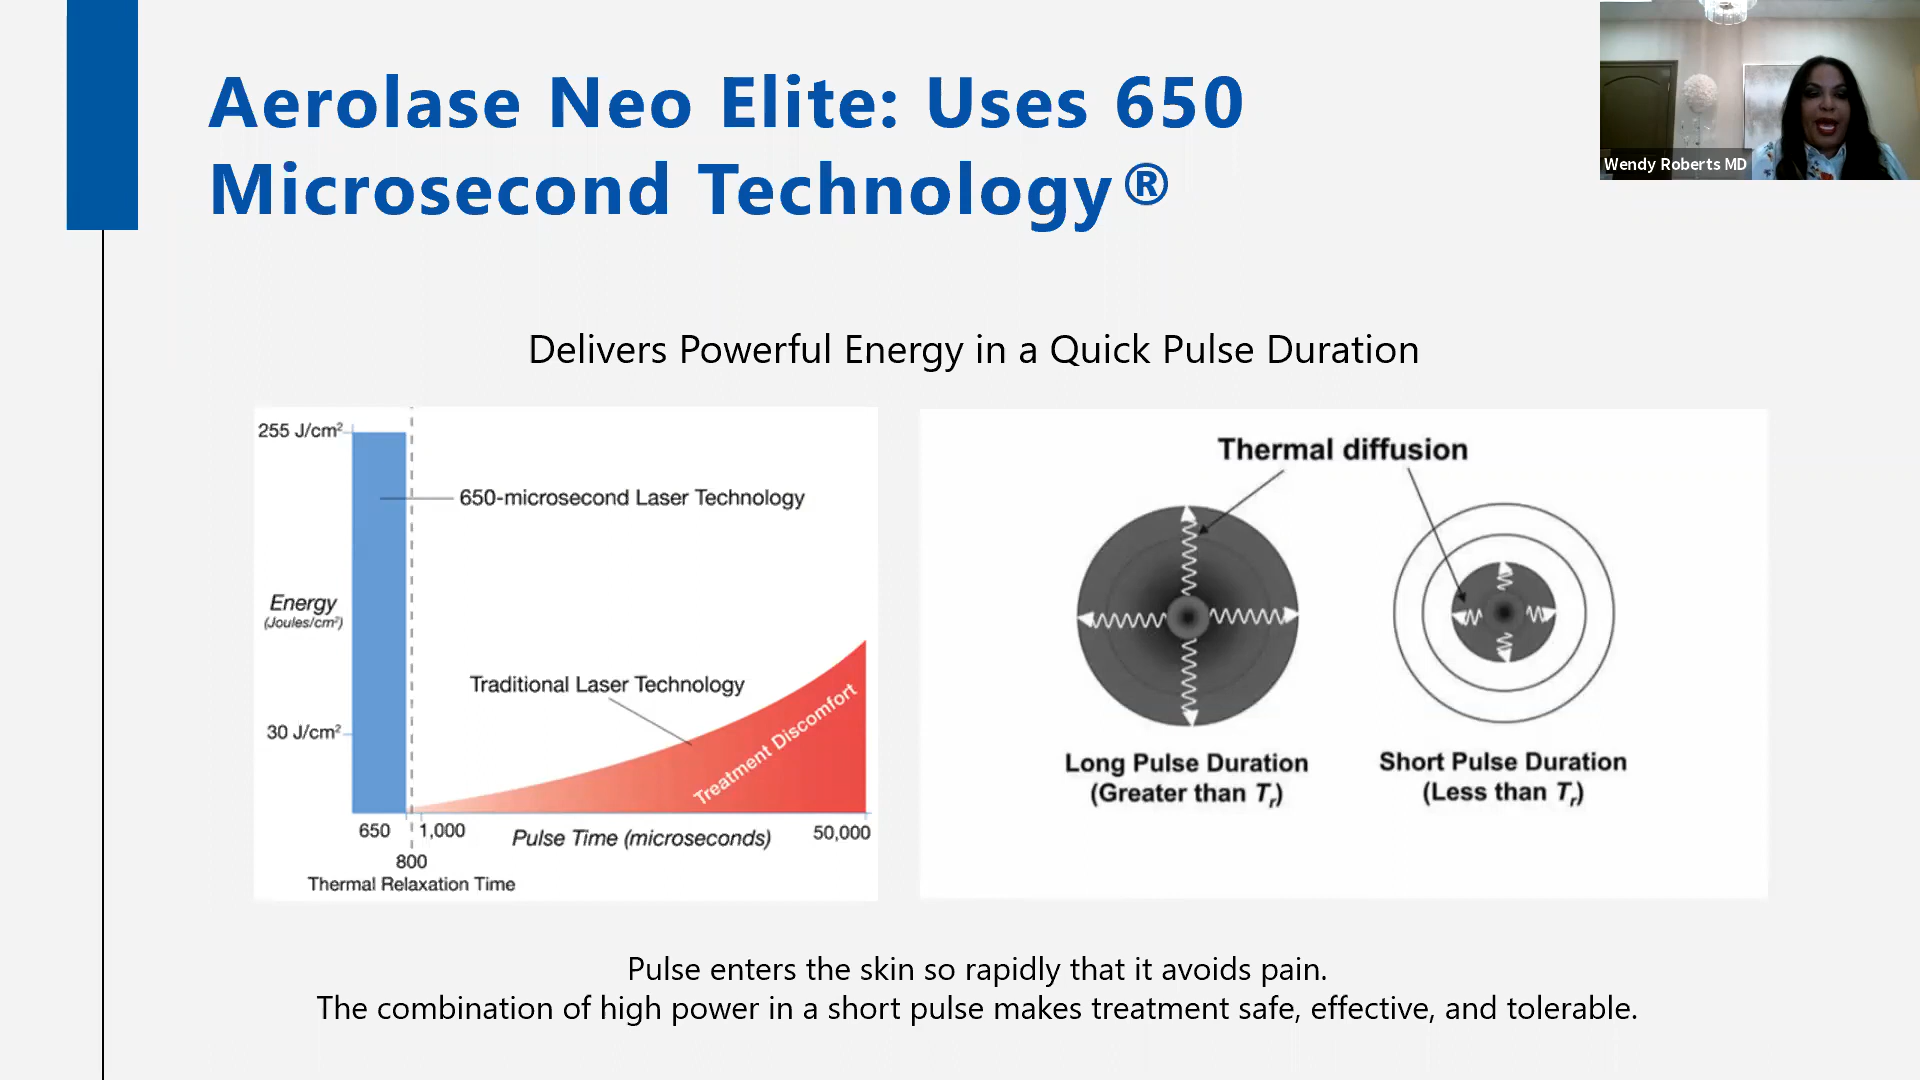 Aerolase Neo Elite: Uses 650
Microsecond Technology®
Wendy Roberts MD
Delivers Powerful Energy in a Quick Pulse Duration
255 J/cm²
650-microsecond Laser Technology
Energy
(Joules/cm²)
Traditional Laser Technology
30 J/cm²
Treatment Discomfort
650
1,000
Pulse Time (microseconds)
50,000
800
Thermal Relaxation Time
Thermal diffusion
Long Pulse Duration
(Greater than Tr)
Short Pulse Duration
(Less than Tr)
Pulse enters the skin so rapidly that it avoids pain.
The combination of high power in a short pulse makes treatment safe, effective, and tolerable.